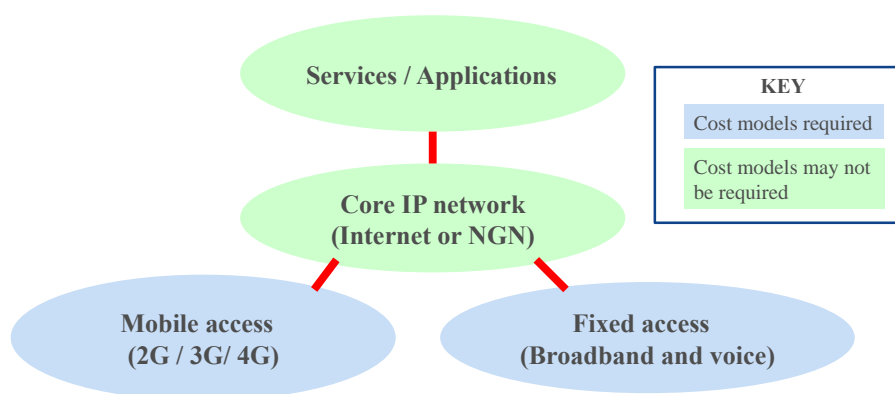 Services / Applications
KEY
Cost models required
Cost models may not
be required
Core IP network
(Internet or NGN)
Mobile access
(2G / 3G/ 4G)
Fixed access
(Broadband and voice)